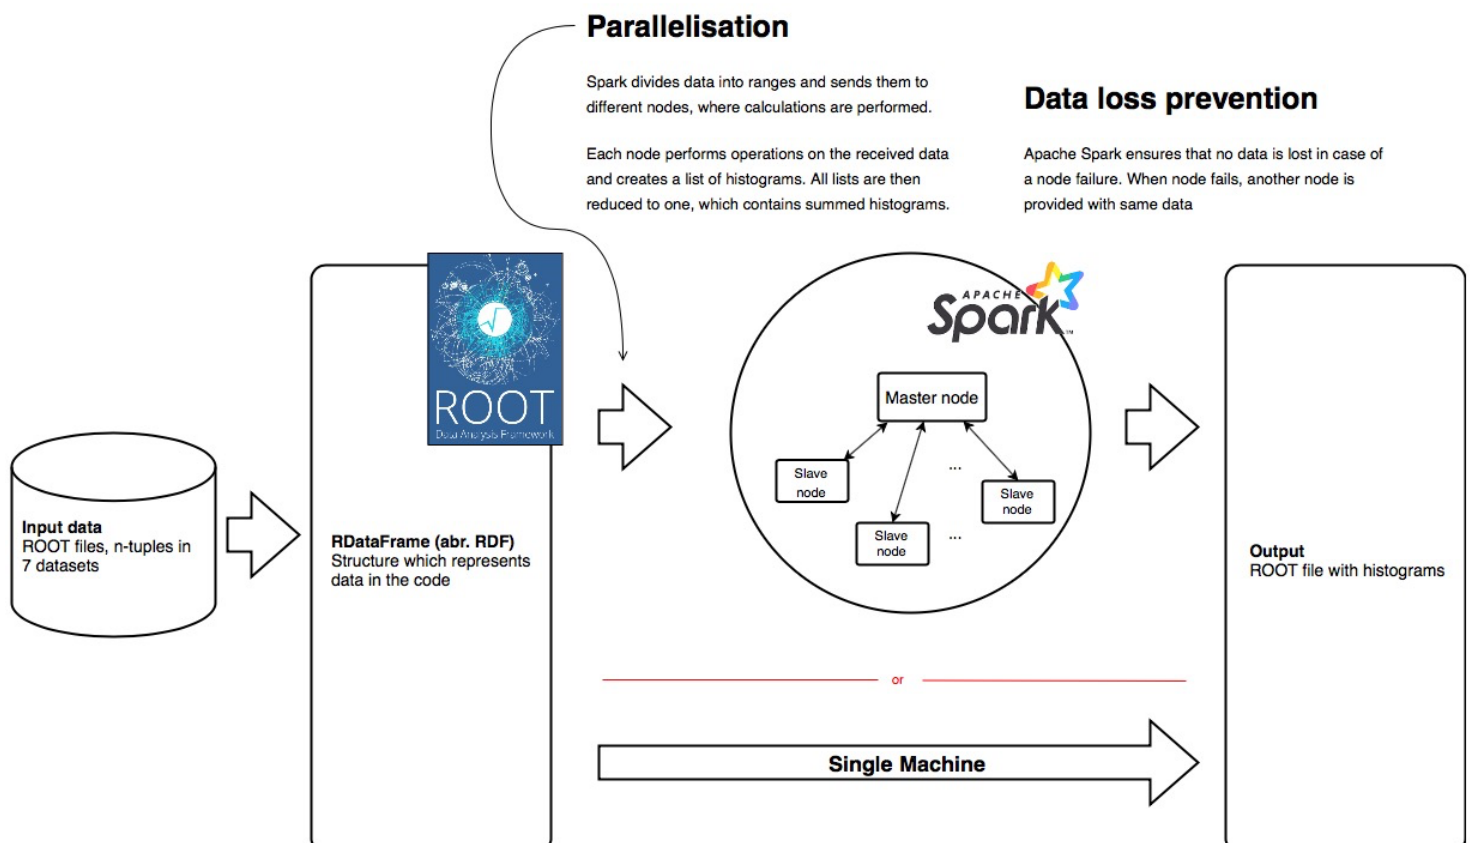 Parallelisation
Spark divides data into ranges and sends them to
different nodes, where calculations are performed.
Each node performs operations on the received data
and creates a list of histograms. All lists are then
reduced to one, which contains summed histograms.
Data loss prevention
Apache Spark ensures that no data is lost in case of
a node failure. When node fails, another node is
provided with same data
Input data
ROOT files, n-tuples in
7 datasets
ROOT
Data Analysis Framework
RDataFrame (abr. RDF)
Structure which represents
data in the code
APACHE
Spark™
Master node
Slave
node
...
Slave
node
Slave
node
...
or
Single Machine
Output
ROOT file with histograms